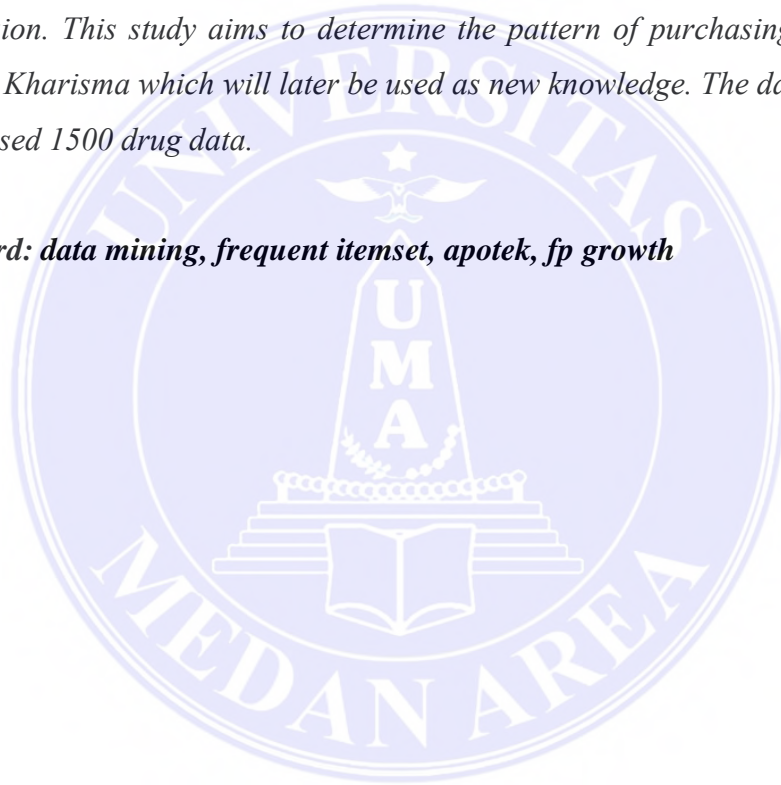 ion. This study aims to determine the pattern of purchasing
Kharisma which will later be used as new knowledge. The da
sed 1500 drug data.
rd: data mining, frequent itemset, apotek, fp growth
UNIVERSITAS
U
M
A
MEDAN AREA